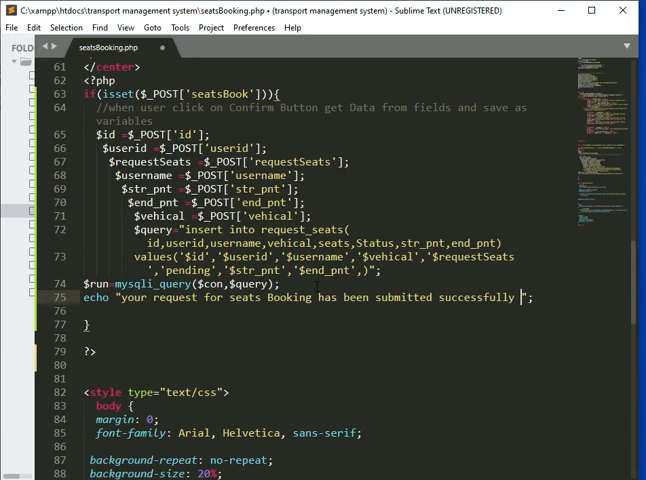 C:\xampp\htdocs\transport management system\seatsBooking.php • (transport management system) - Sublime Text (UNREGISTERED)
File Edit Selection Find View Goto Tools Project Preferences Help
FOLD seatsBooking.php
61 </center>
62 <?php
63 if(isset($_POST['seatsBook'])){
64 //when user click on Confirm Button get Data from fields and save as
variables
65 $id =$_POST['id'];
66 $userid =$_POST['userid'];
67 $requestSeats =$_POST['requestSeats'];
68 $username =$_POST['username'];
69 $str_pnt =$_POST['str_pnt'];
70 $end_pnt =$_POST['end_pnt'];
71 $vehical =$_POST['vehical'];
72 $query="insert into request_seats(
id,userid,username,vehical,seats,Status,str_pnt,end_pnt)
73 values('$id','$userid','$username','$vehical','$requestSeats
','pending','$str_pnt','$end_pnt',)";
74 $run=mysqli_query($con,$query);
75 echo "your request for seats Booking has been submitted successfully ";
76
77 }
78
79 ?>
80
81
82 <style type="text/css">
83 body {
84 margin: 0;
85 font-family: Arial, Helvetica, sans-serif;
86
87 background-repeat: no-repeat;
88 background-size: 20%;